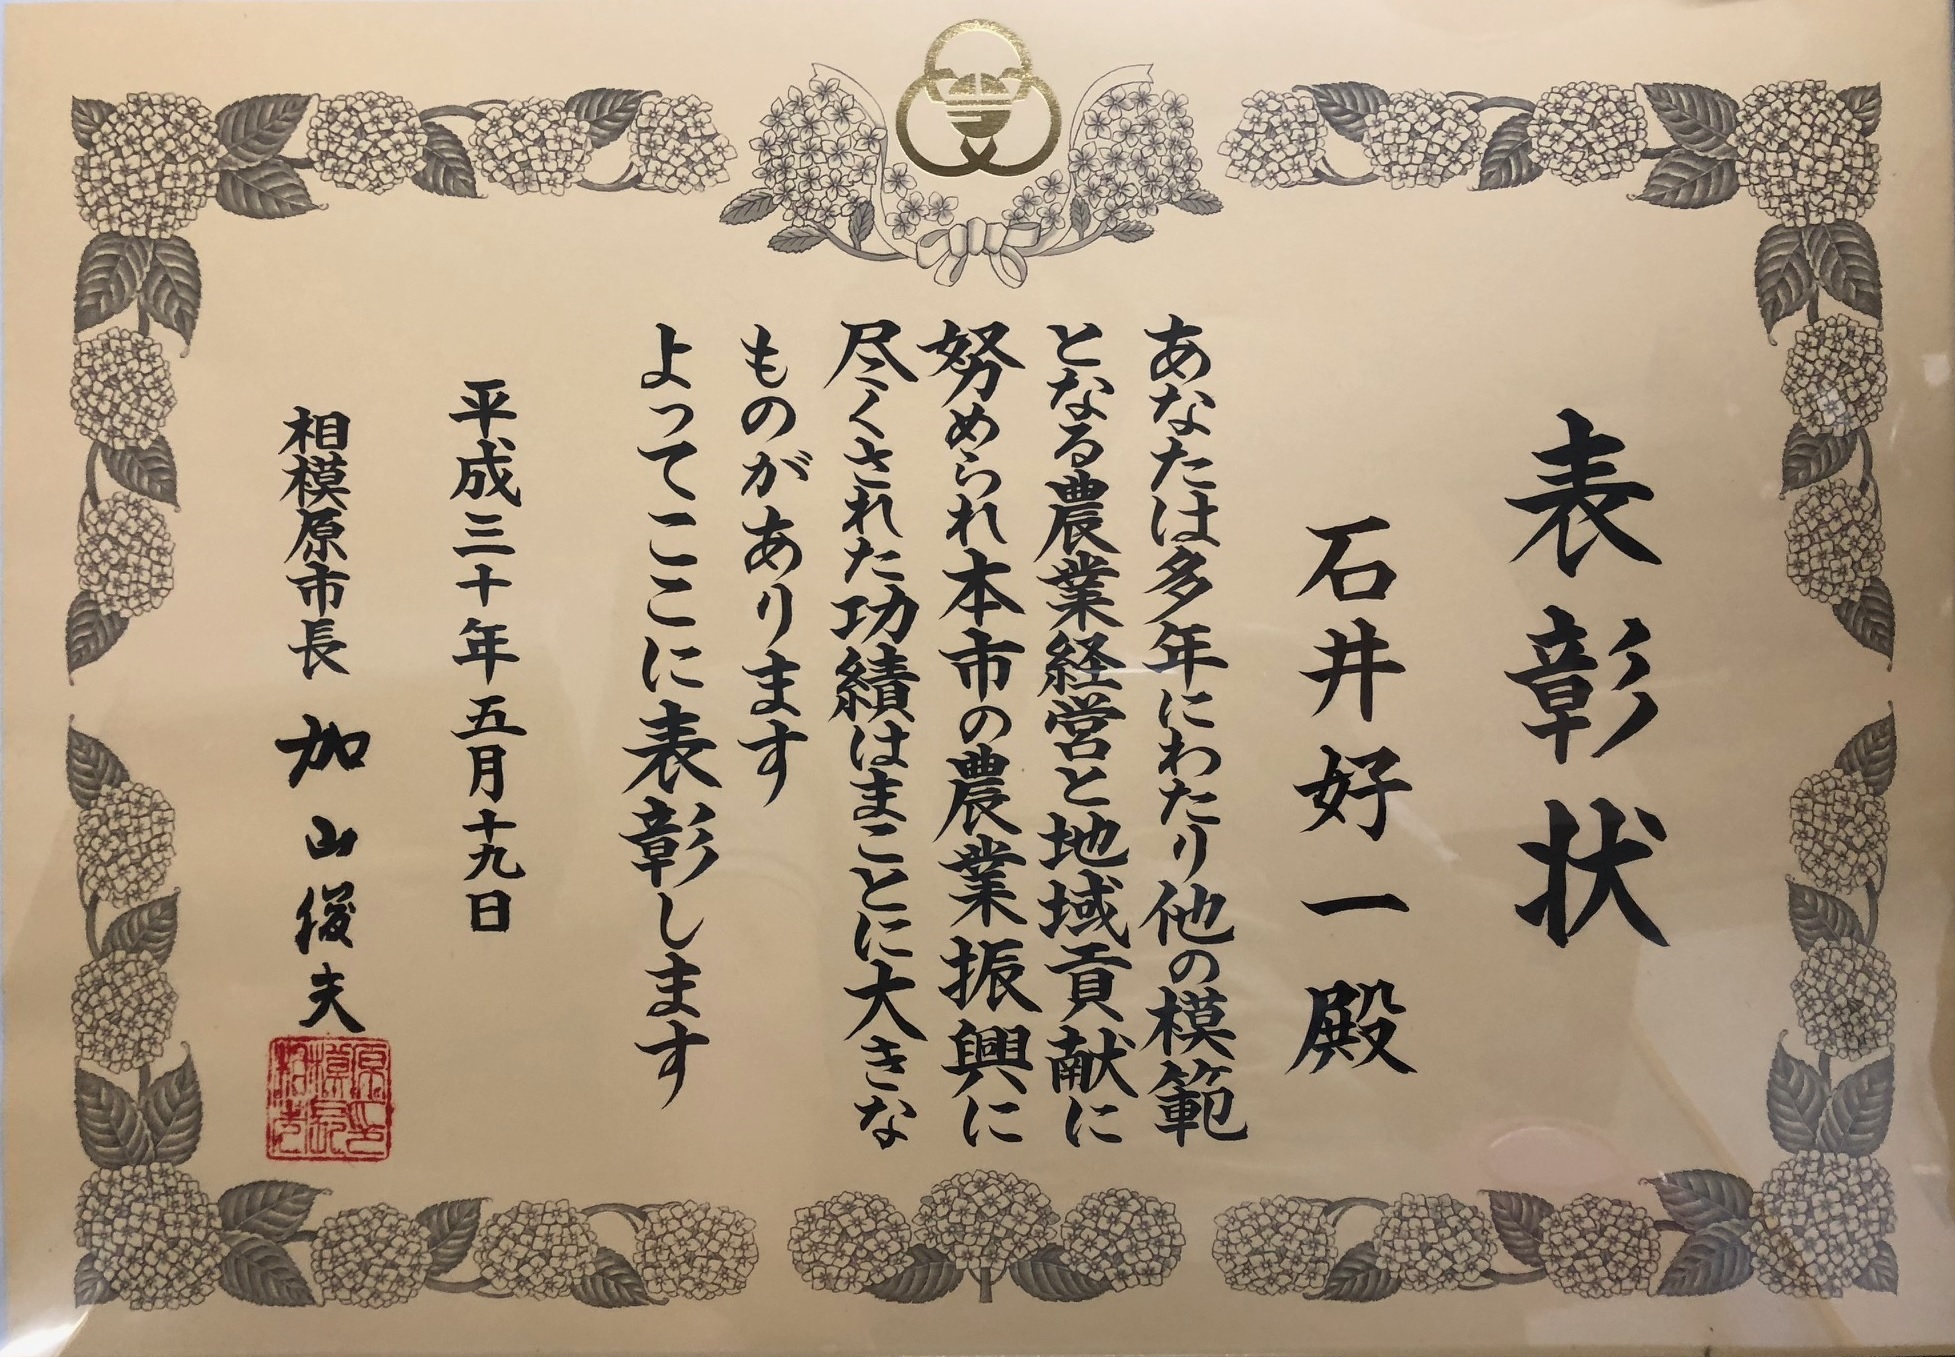 表彰状
石井好一殿
あなたは多年にわたり他の模範
となる農業経営と地域貢献に
努められ本市の農業振興に
尽くされた功績はまことに大きな
ものがあります
よってここに表彰します
平成三十年五月十九日
相模原市長 加山俊夫